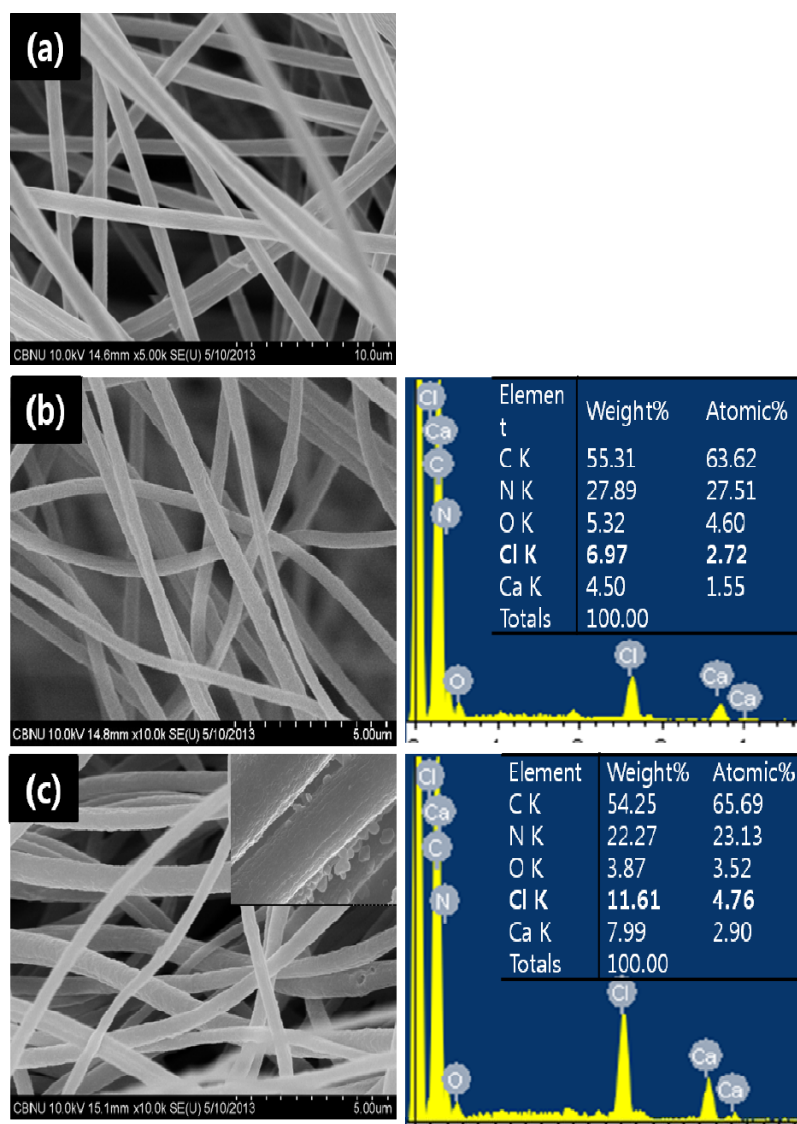 (a)
CBNU 10.0kV 14.6mm x5.00k SE(U) 5/10/2013 10.0um
(b)
CBNU 10.0kV 14.8mm x10.0k SE(U) 5/10/2013 5.00um
Cl
Ca
C
N
O
Cl
Ca
Ca
Elemen
t Weight% Atomic%
C K 55.31 63.62
N K 27.89 27.51
O K 5.32 4.60
Cl K 6.97 2.72
Ca K 4.50 1.55
Totals 100.00
(c)
CBNU 10.0kV 15.1mm x10.0k SE(U) 5/10/2013 5.00um
Cl
Ca
C
N
O
Cl
Ca
Ca
Element Weight% Atomic%
C K 54.25 65.69
N K 22.27 23.13
O K 3.87 3.52
Cl K 11.61 4.76
Ca K 7.99 2.90
Totals 100.00